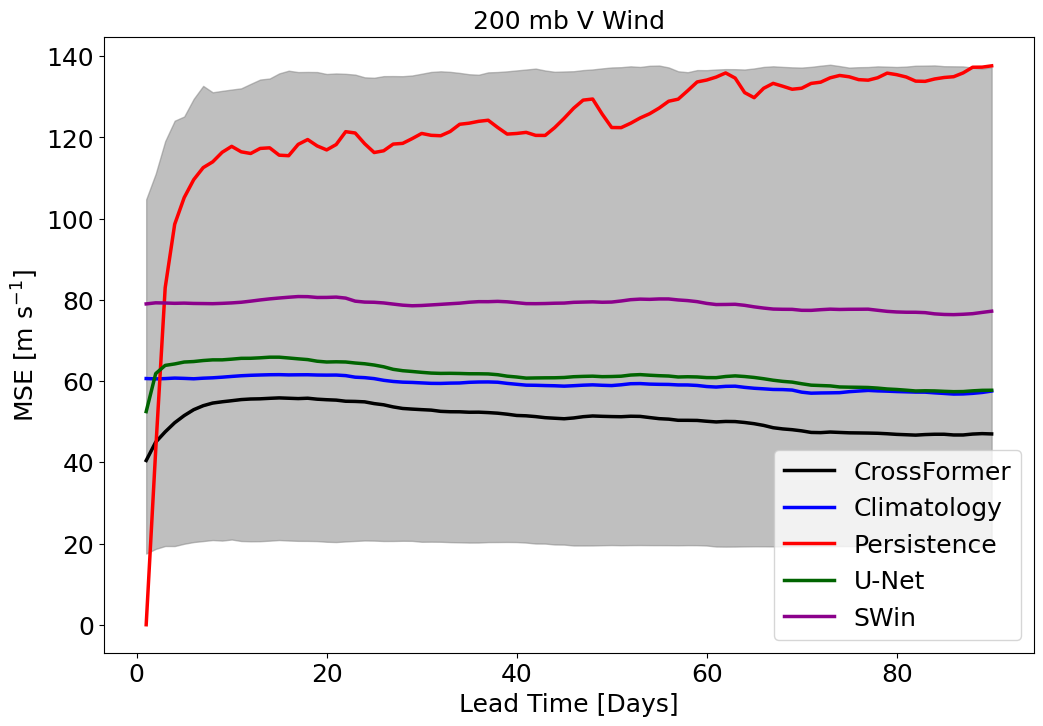 200 mb V Wind
MSE [m s⁻¹]
140
120
100
80
60
40
20
0
0 20 40 60 80
Lead Time [Days]
CrossFormer
Climatology
Persistence
U-Net
SWin